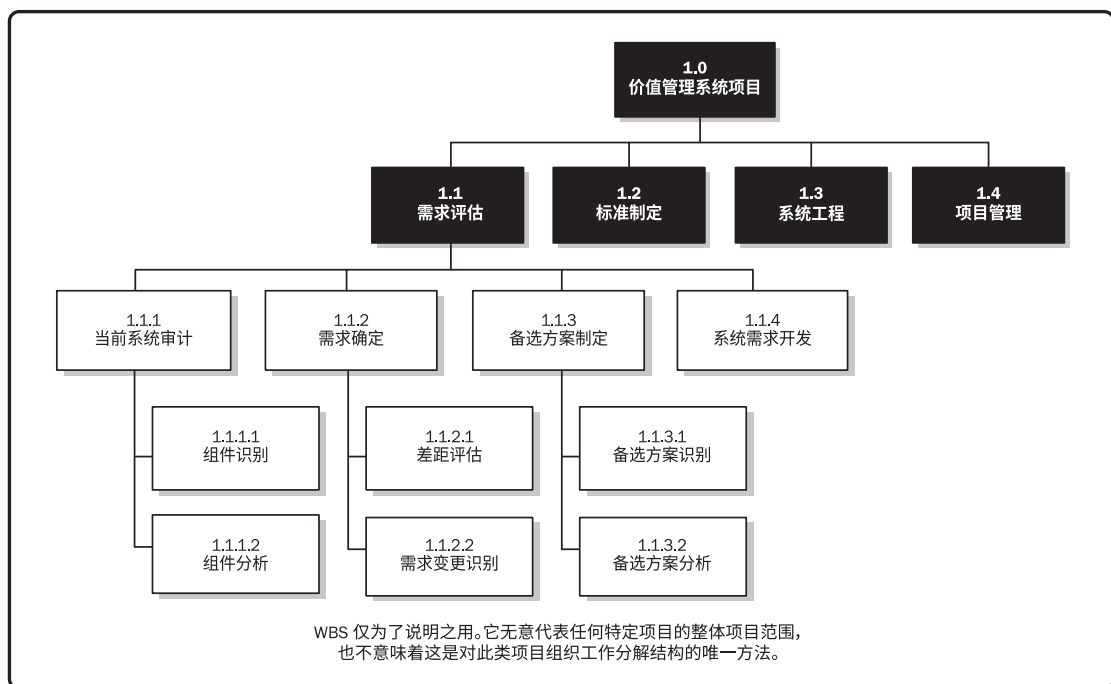 1.0
价值管理系统项目
1.1
需求评估
1.2
标准制定
1.3
系统工程
1.4
项目管理
1.1.1
当前系统审计
1.1.2
需求确定
1.1.3
备选方案制定
1.1.4
系统需求开发
1.1.1.1
组件识别
1.1.2.1
差距评估
1.1.3.1
备选方案识别
1.1.1.2
组件分析
1.1.2.2
需求变更识别
1.1.3.2
备选方案分析
WBS 仅为了说明之用。它无意代表任何特定项目的整体项目范围，
也不意味着这是对此类项目组织工作分解结构的唯一方法。